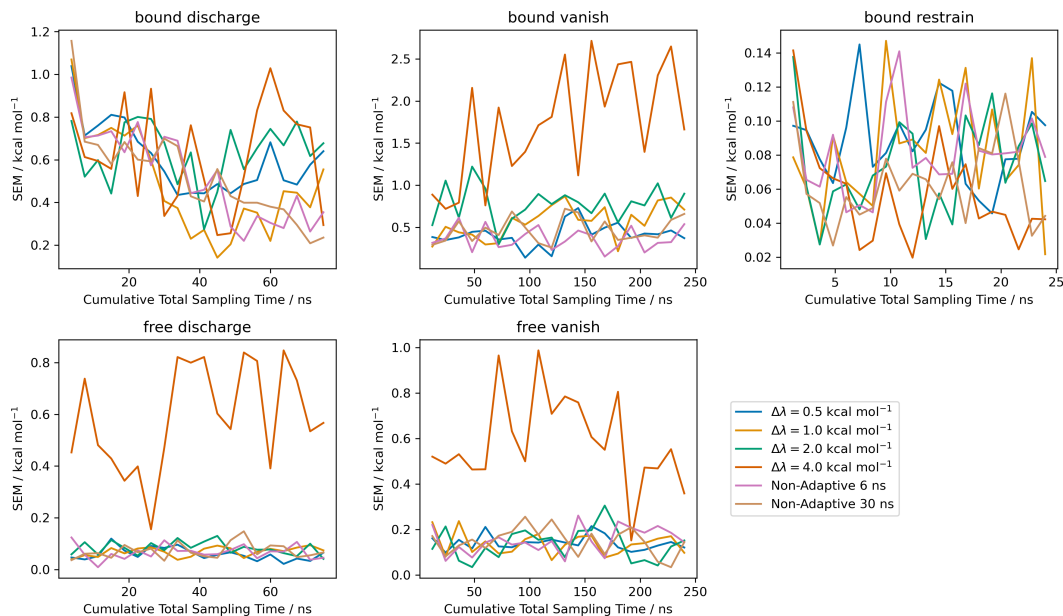 bound discharge
SEM / kcal mol⁻¹
1.2
1.0
0.8
0.6
0.4
0.2
20
40
60
Cumulative Total Sampling Time / ns
bound vanish
SEM / kcal mol⁻¹
2.5
2.0
1.5
1.0
0.5
50
100
150
200
250
Cumulative Total Sampling Time / ns
bound restrain
SEM / kcal mol⁻¹
0.14
0.12
0.10
0.08
0.06
0.04
0.02
5
10
15
20
25
Cumulative Total Sampling Time / ns
free discharge
SEM / kcal mol⁻¹
0.8
0.6
0.4
0.2
0.0
20
40
60
Cumulative Total Sampling Time / ns
free vanish
SEM / kcal mol⁻¹
1.0
0.8
0.6
0.4
0.2
0.0
50
100
150
200
250
Cumulative Total Sampling Time / ns
Δλ = 0.5 kcal mol⁻¹
Δλ = 1.0 kcal mol⁻¹
Δλ = 2.0 kcal mol⁻¹
Δλ = 4.0 kcal mol⁻¹
Non-Adaptive 6 ns
Non-Adaptive 30 ns